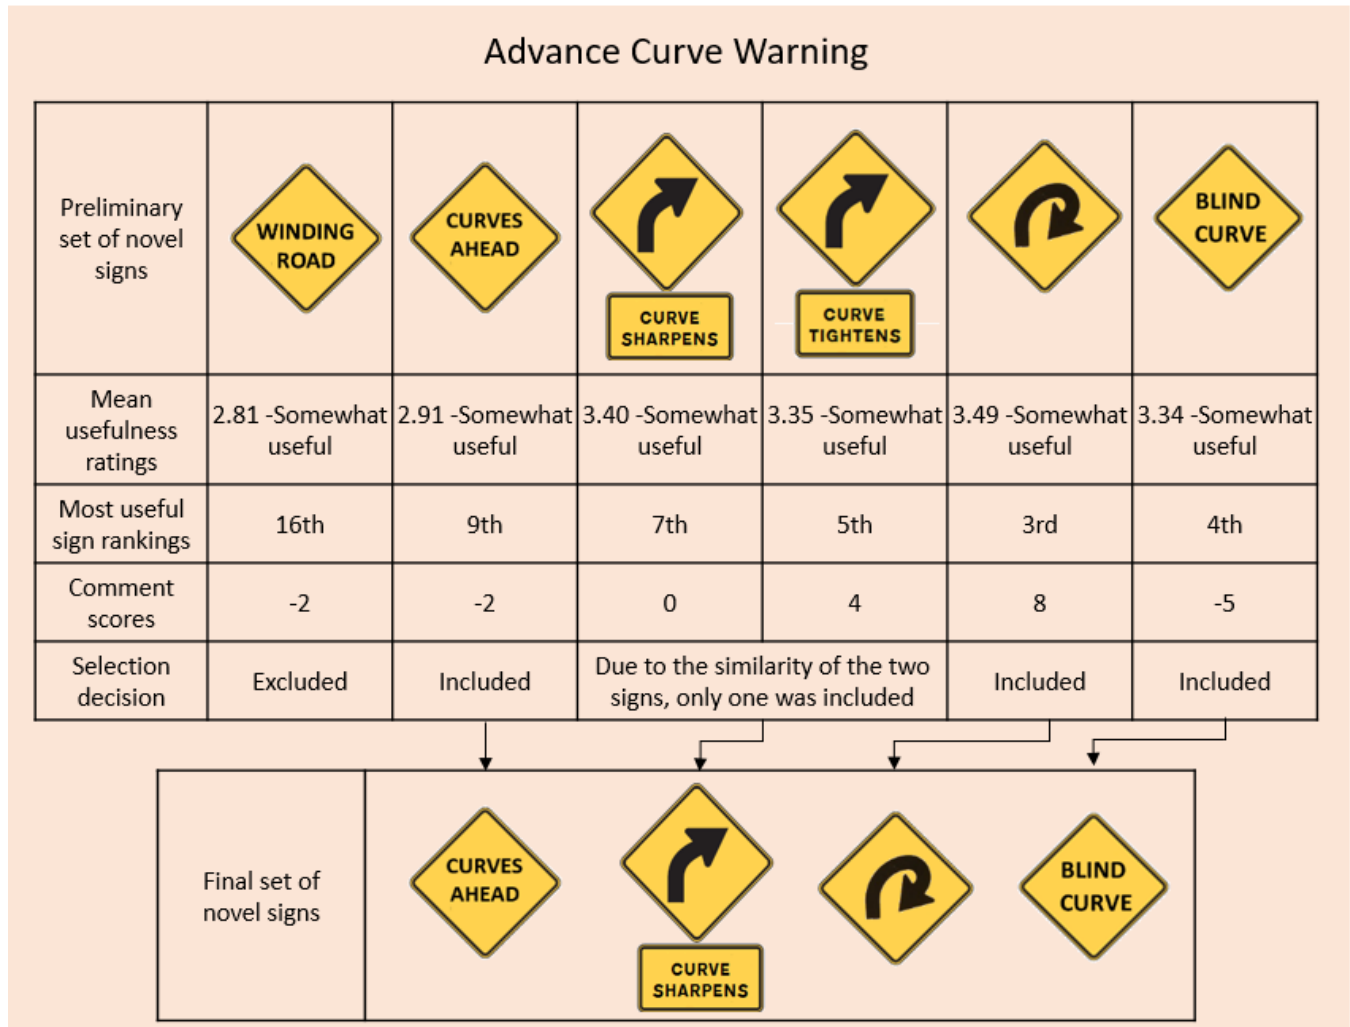 Advance Curve Warning
Preliminary
set of novel
signs
WINDING
ROAD
CURVES
AHEAD
CURVE
SHARPENS
CURVE
TIGHTENS
BLIND
CURVE
Mean
usefulness
ratings
2.81 -Somewhat
useful
2.91 -Somewhat
useful
3.40 -Somewhat
useful
3.35 -Somewhat
useful
3.49 -Somewhat
useful
3.34 -Somewhat
useful
Most useful
sign rankings
16th
9th
7th
5th
3rd
4th
Comment
scores
-2
-2
0
4
8
-5
Selection
decision
Excluded
Included
Due to the similarity of the two
signs, only one was included
Included
Included
Final set of
novel signs
CURVES
AHEAD
CURVE
SHARPENS
BLIND
CURVE